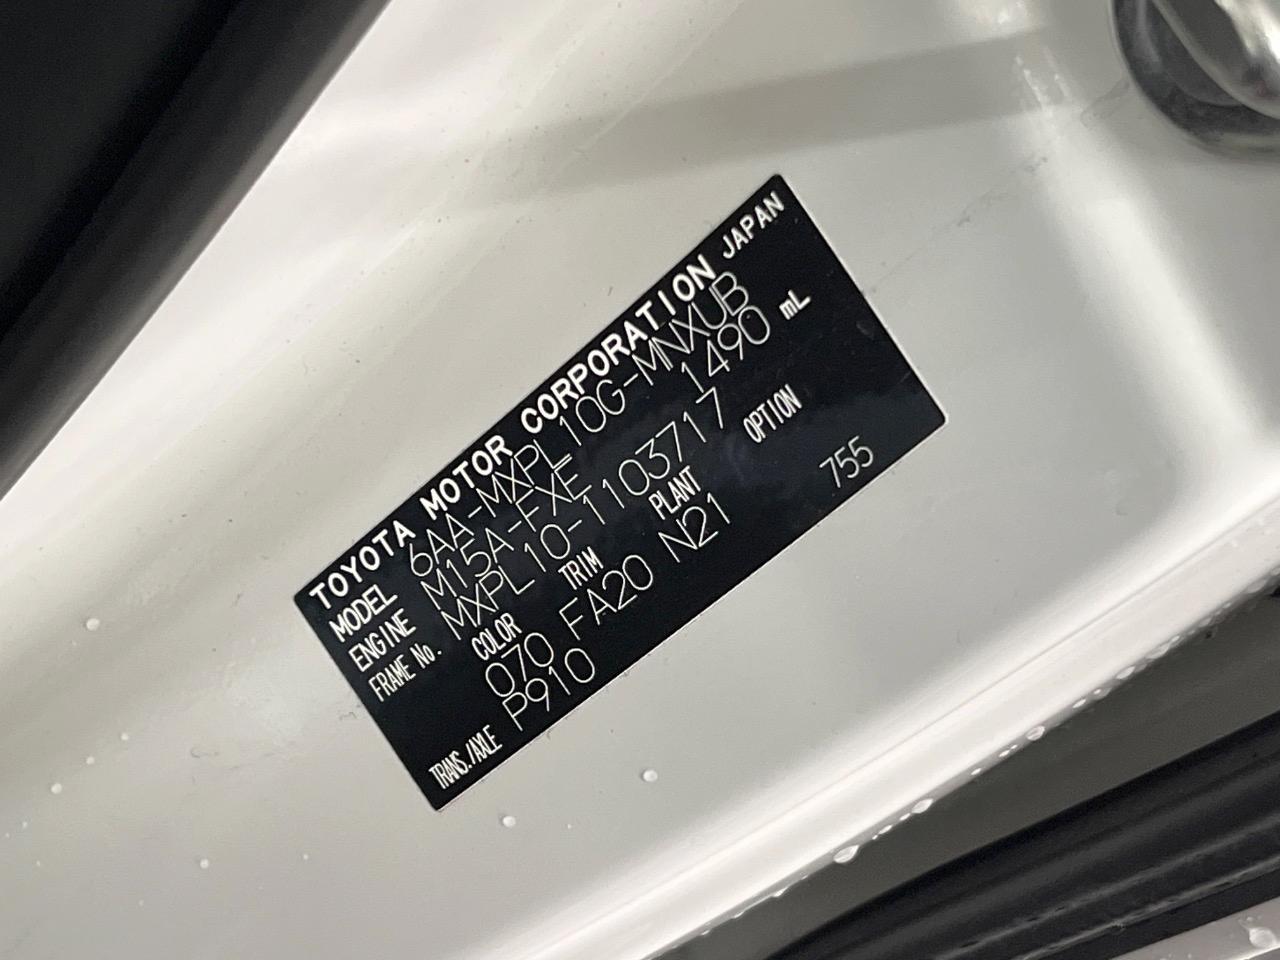 TOYOTA MOTOR CORPORATION JAPAN
MODEL 6AA-MXPL10G-MNXUB
ENGINE M15A-FXE 1490 mL
FRAME No. MXPL10-1103717
COLOR TRIM PLANT OPTION
070 FA20 N21 755
TRANS./AXLE P910